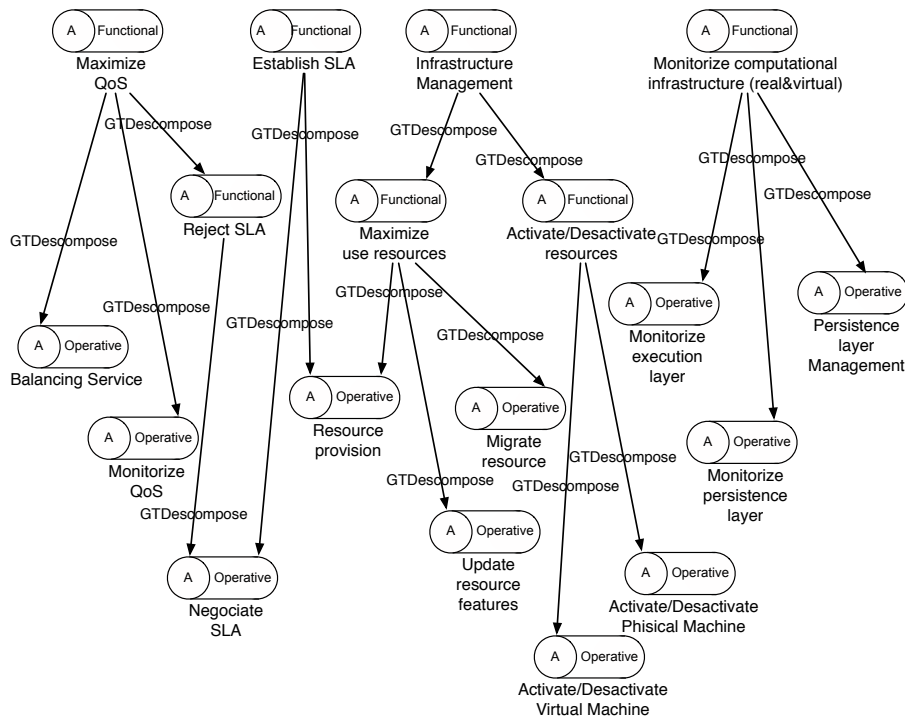 A Functional
Maximize
QoS
A Functional
Establish SLA
A Functional
Infrastructure
Management
A Functional
Monitorize computational
infrastructure (real&virtual)
GTDescompose
GTDescompose
GTDescompose
GTDescompose
GTDescompose
A Functional
Reject SLA
A Functional
Maximize
use resources
A Functional
Activate/Desactivate
resources
GTDescompose
GTDescompose
GTDescompose
A Operative
Monitorize
execution
layer
A Operative
Persistence
layer
Management
A Operative
Balancing Service
GTDescompose
GTDescompose
GTDescompose
A Operative
Resource
provision
A Operative
Migrate
resource
A Operative
Monitorize
QoS
A Operative
Monitorize
persistence
layer
GTDescompose
GTDescompose
GTDescompose
GTDescompose
A Operative
Update
resource
features
A Operative
Negociate
SLA
A Operative
Activate/Desactivate
Phisical Machine
A Operative
Activate/Desactivate
Virtual Machine